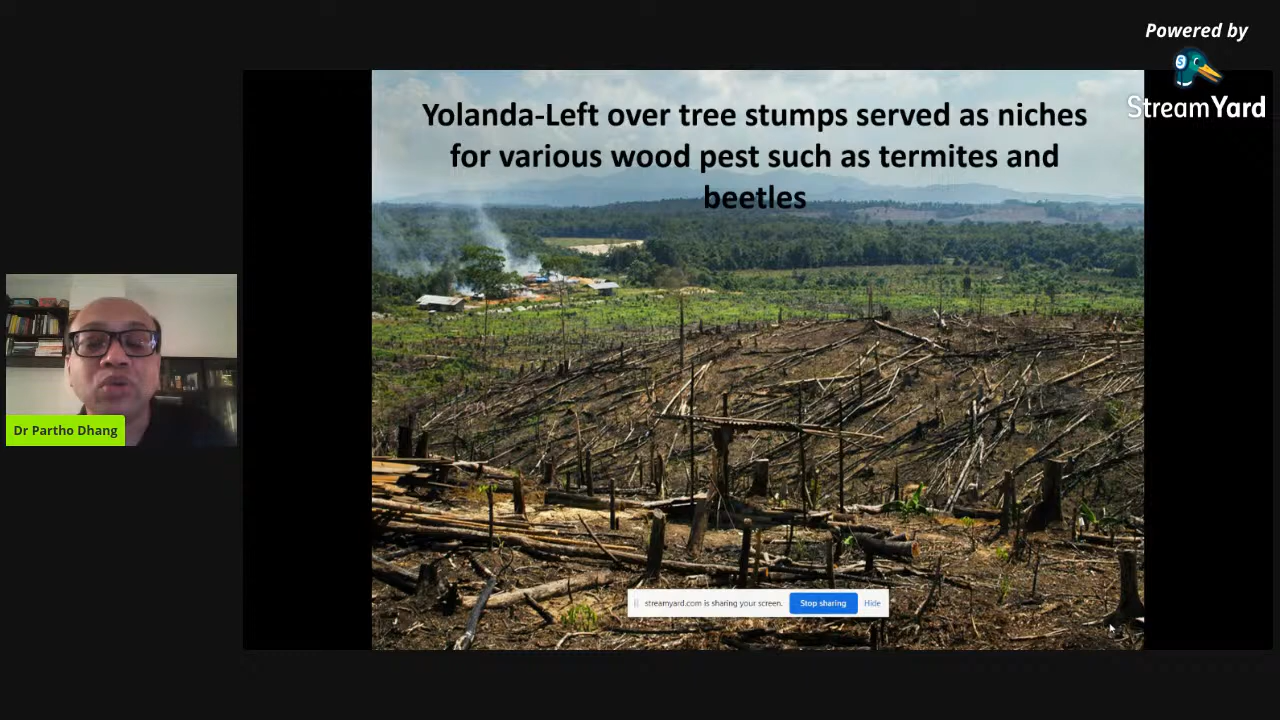 Powered by
StreamYard
Yolanda-Left over tree stumps served as niches
for various wood pest such as termites and
beetles
Dr Partho Dhang
streamyard.com is sharing your screen.
Stop sharing
Hide